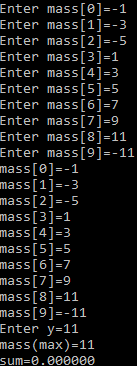 Enter mass[0]=-1
Enter mass[1]=-3
Enter mass[2]=-5
Enter mass[3]=1
Enter mass[4]=3
Enter mass[5]=5
Enter mass[6]=7
Enter mass[7]=9
Enter mass[8]=11
Enter mass[9]=-11
mass[0]=-1
mass[1]=-3
mass[2]=-5
mass[3]=1
mass[4]=3
mass[5]=5
mass[6]=7
mass[7]=9
mass[8]=11
mass[9]=-11
Enter y=11
mass(max)=11
sum=0.000000